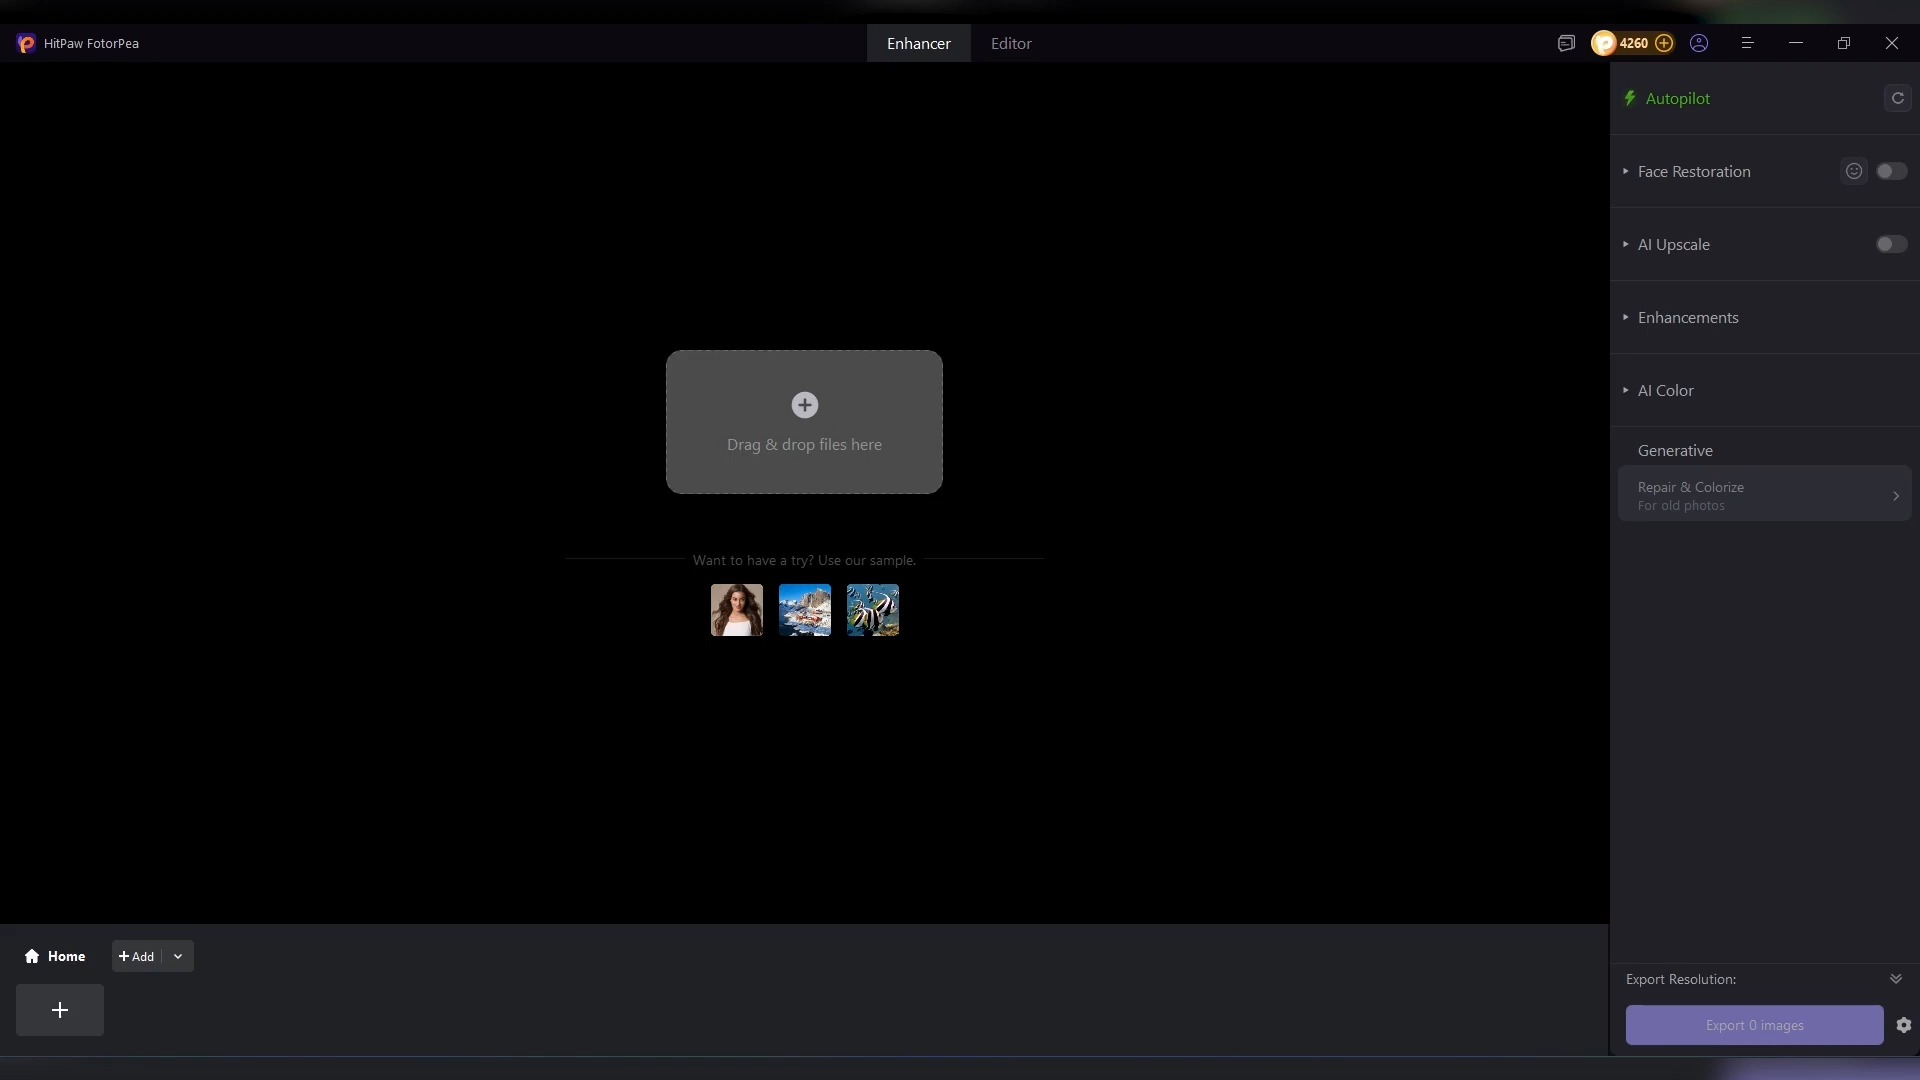 HitPaw FotorPea
Enhancer
Editor
4260
Autopilot
Face Restoration
AI Upscale
Enhancements
AI Color
Generative
Repair & Colorize
For old photos
Drag & drop files here
Want to have a try? Use our sample.
Home
Add
Export Resolution:
Export 0 images